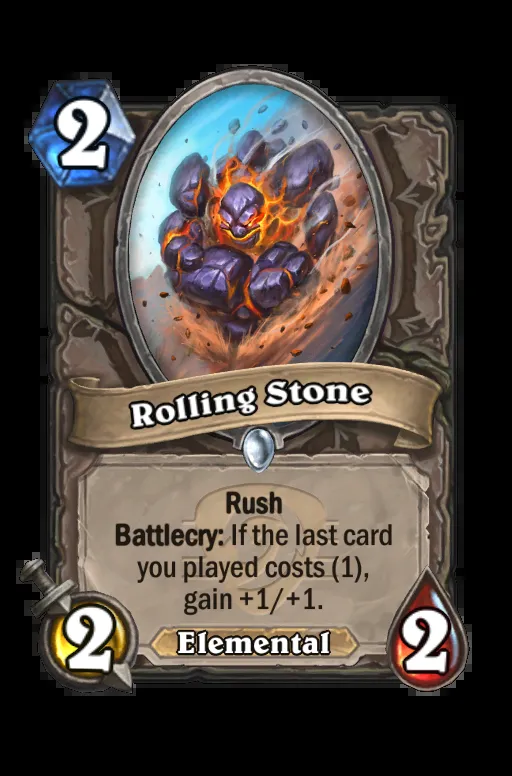 2
Rolling Stone
Rush
Battlecry: If the last card
you played costs (1),
gain +1/+1.
2
Elemental
2